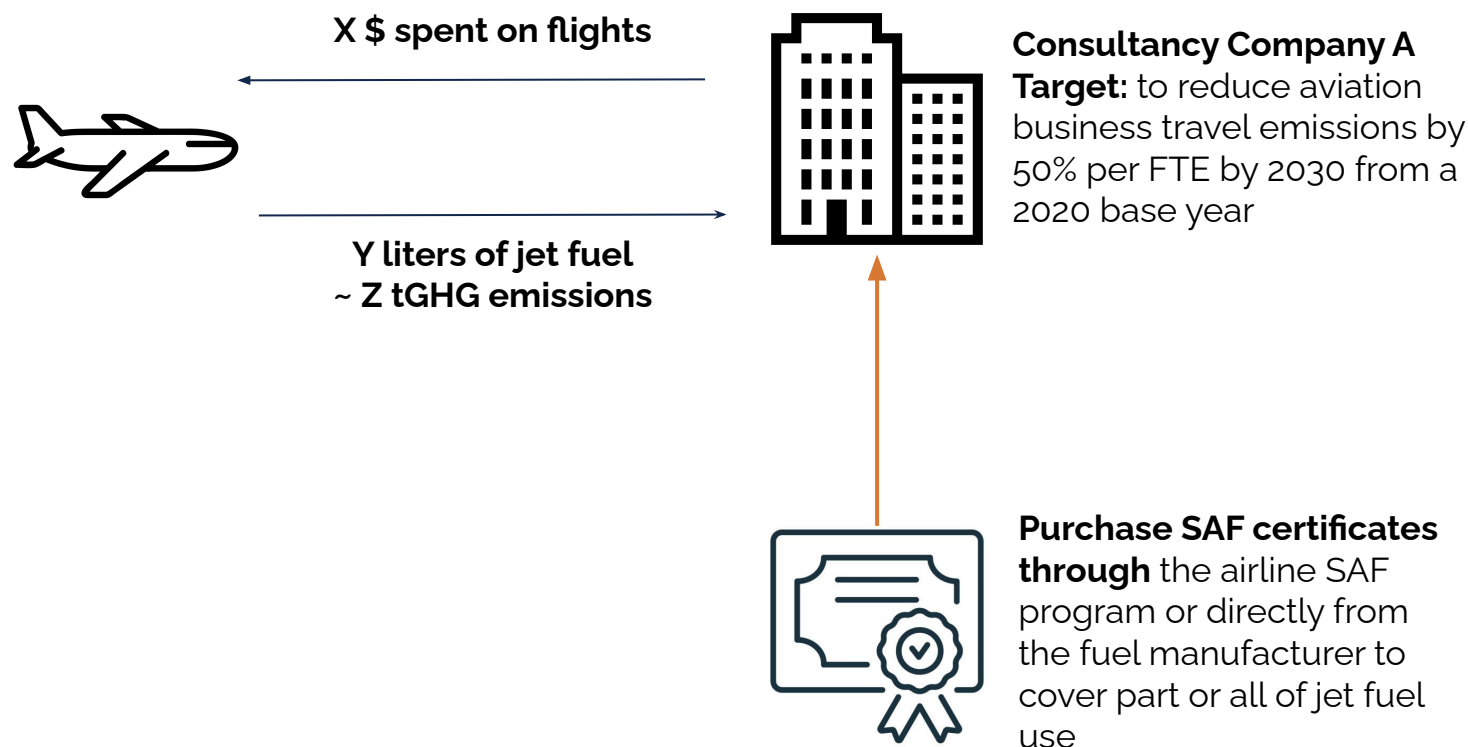 X $ spent on flights
Y liters of jet fuel
~ Z tGHG emissions
Consultancy Company A
Target: to reduce aviation
business travel emissions by
50% per FTE by 2030 from a
2020 base year
Purchase SAF certificates
through the airline SAF
program or directly from
the fuel manufacturer to
cover part or all of jet fuel
use